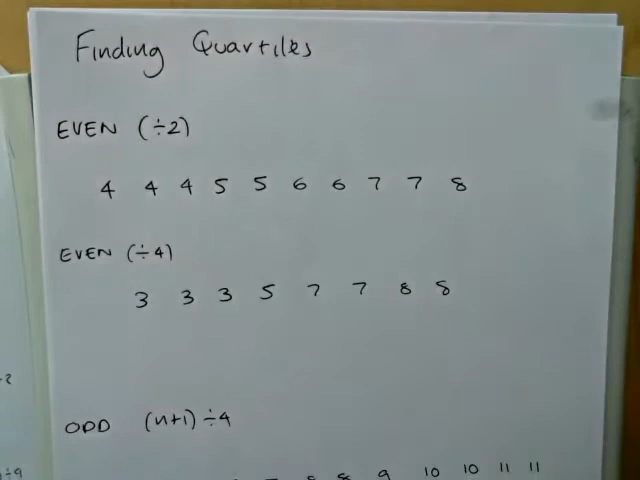 Finding Quartiles
EVEN (÷2)
4 4 4 5 5 6 6 7 7 8
EVEN (÷4)
3 3 3 5 7 7 8 8
ODD (n+1)÷4
9 10 10 11 11